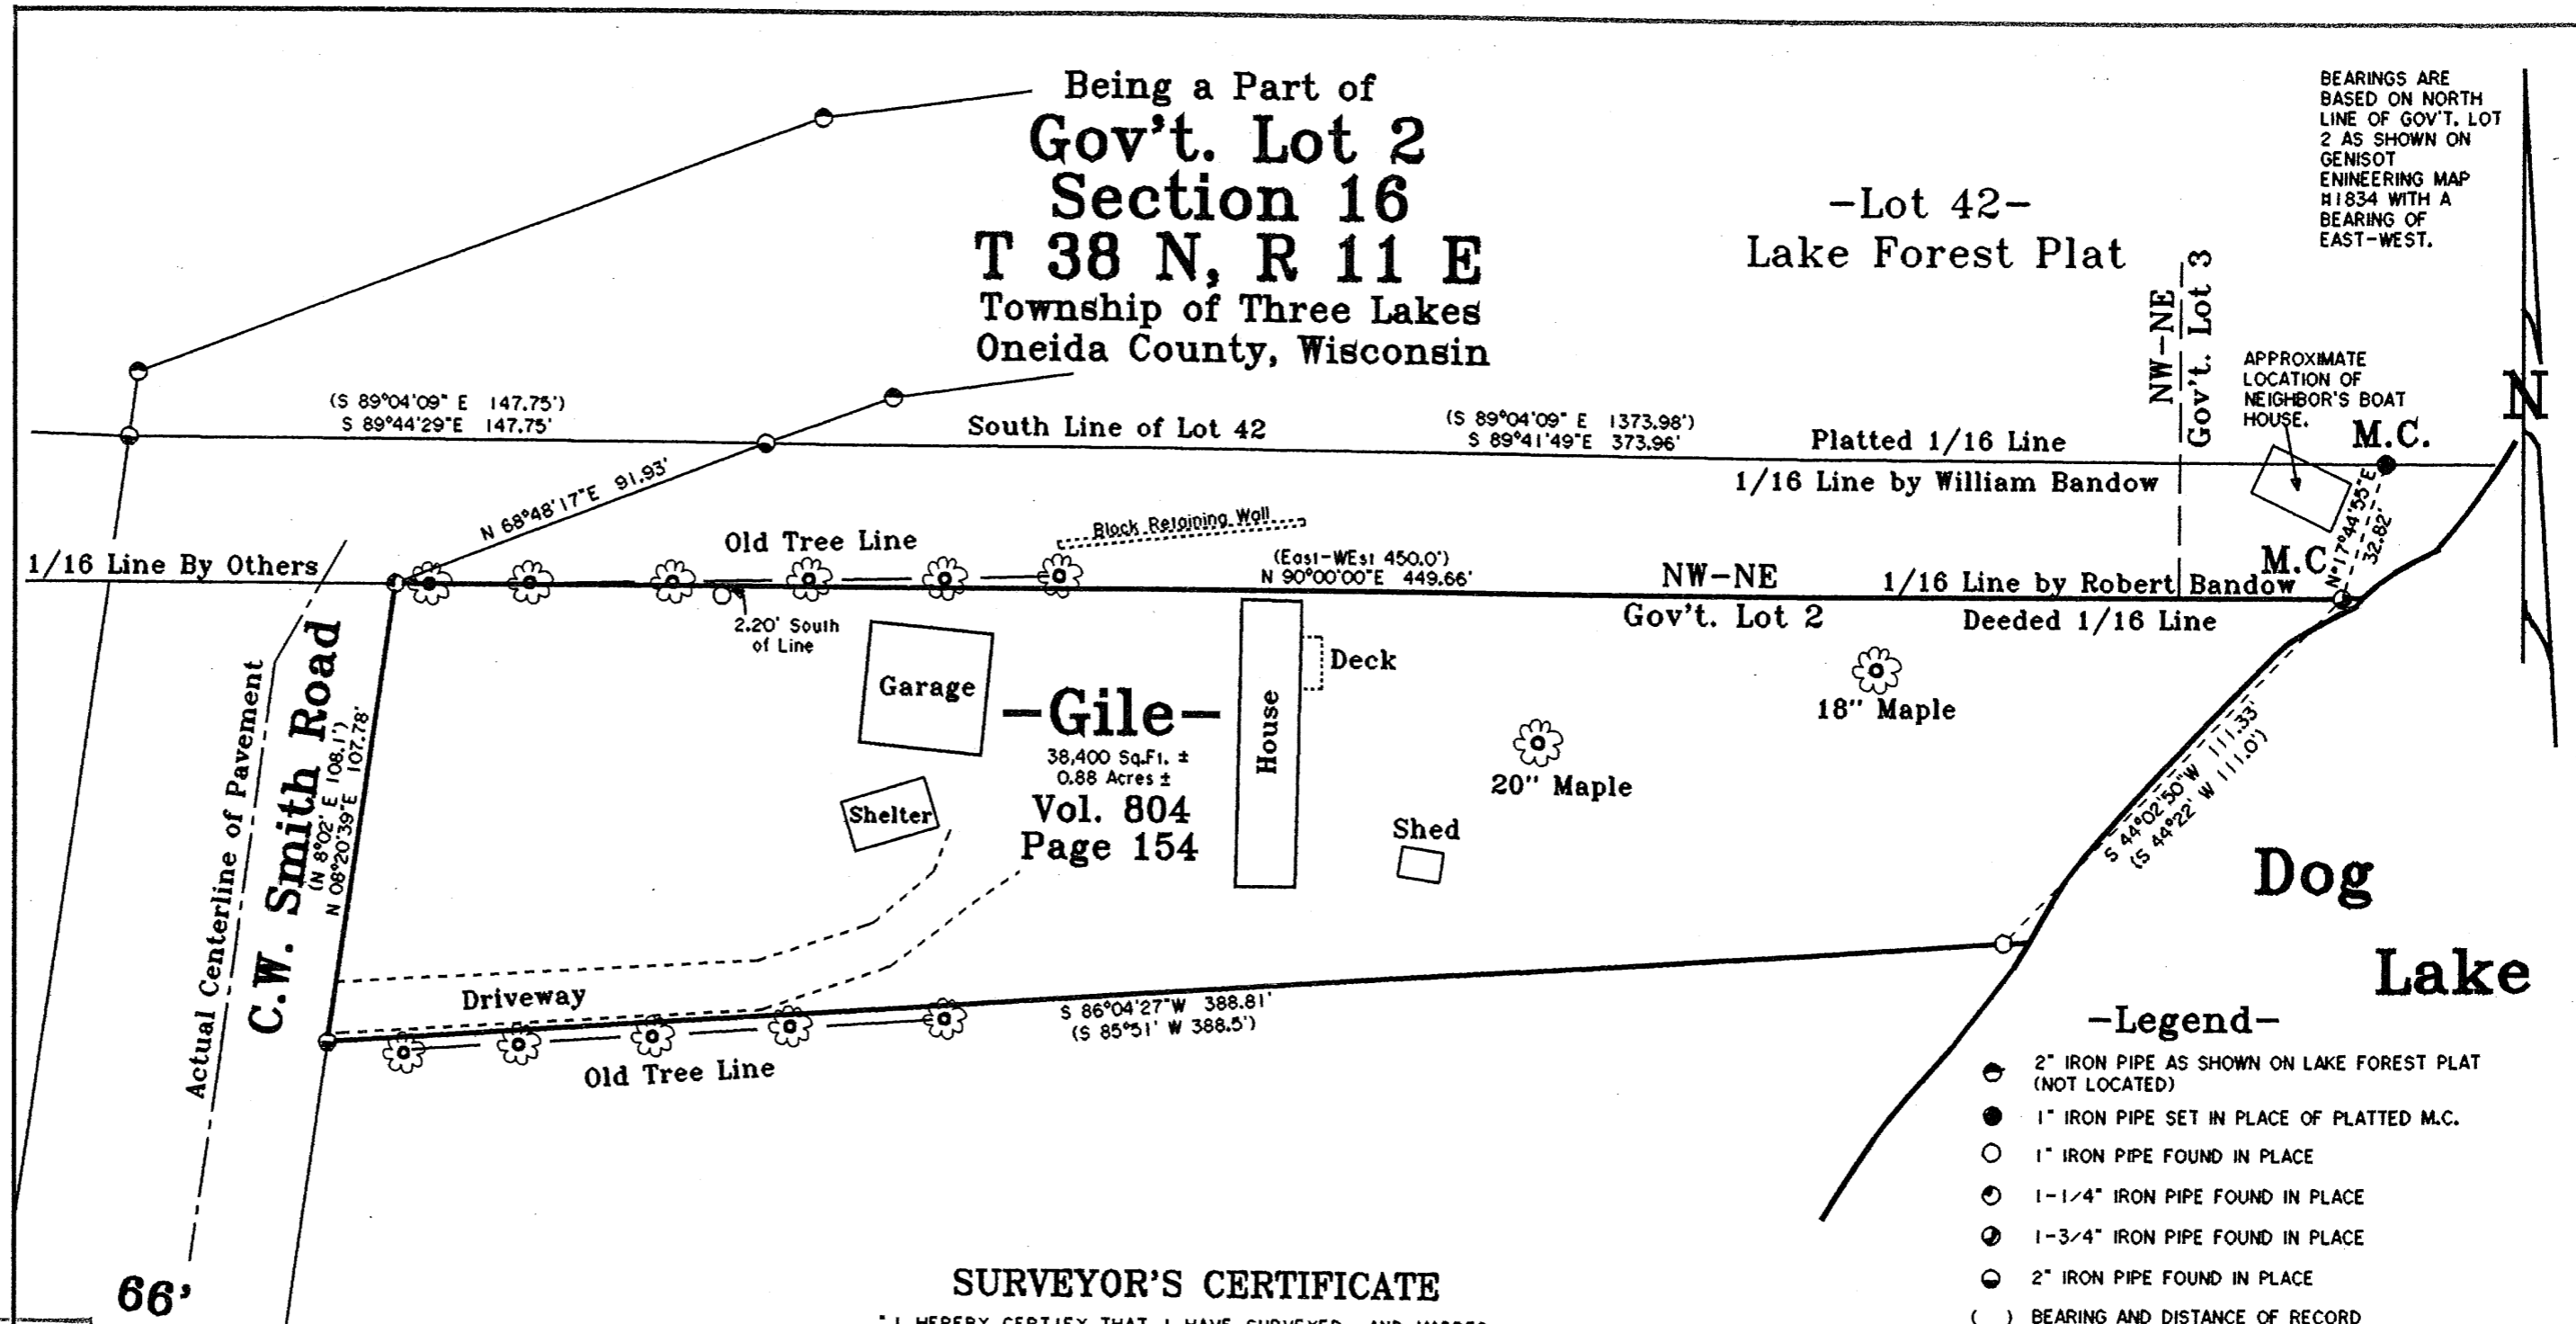 Being a Part of
Gov't. Lot 2
Section 16
T 38 N, R 11 E
Township of Three Lakes
Oneida County, Wisconsin
-Lot 42-
Lake Forest Plat
BEARINGS ARE
BASED ON NORTH
LINE OF GOV'T. LOT
2 AS SHOWN ON
GENISOT
ENINEERING MAP
#1834 WITH A
BEARING OF
EAST-WEST.
NW-NE
Gov't. Lot 3
APPROXIMATE
LOCATION OF
NEIGHBOR'S BOAT
HOUSE.
N
M.C.
(S 89°04'09" E 147.75')
S 89°44'29"E 147.75'
South Line of Lot 42
(S 89°04'09" E 1373.98')
S 89°41'49"E 373.96'
Platted 1/16 Line
1/16 Line by William Bandow
N 68°48'17"E 91.93'
N 17°44'55"E
32.82'
Block Retaining Wall
Old Tree Line
1/16 Line By Others
(East-WEst 450.0')
N 90°00'00"E 449.66'
NW-NE
M.C.
1/16 Line by Robert Bandow
Gov't. Lot 2
Deeded 1/16 Line
2.20' South
of Line
Actual Centerline of Pavement
C.W. Smith Road
(N 8°02' E 108.1')
N 08°20'39"E 107.78'
Garage
-Gile-
38,400 Sq.Ft. ±
0.88 Acres ±
Vol. 804
Page 154
House
Deck
18" Maple
20" Maple
Shelter
Shed
S 44°02'50"W 111.33'
(S 44°22' W 111.0')
Dog
Lake
Driveway
S 86°04'27"W 388.81'
(S 85°51' W 388.5')
Old Tree Line
-Legend-
2" IRON PIPE AS SHOWN ON LAKE FOREST PLAT
(NOT LOCATED)
1" IRON PIPE SET IN PLACE OF PLATTED M.C.
1" IRON PIPE FOUND IN PLACE
1-1/4" IRON PIPE FOUND IN PLACE
1-3/4" IRON PIPE FOUND IN PLACE
2" IRON PIPE FOUND IN PLACE
( ) BEARING AND DISTANCE OF RECORD
66'
SURVEYOR'S CERTIFICATE
"I HEREBY CERTIFY THAT I HAVE SURVEYED AND MAPPED